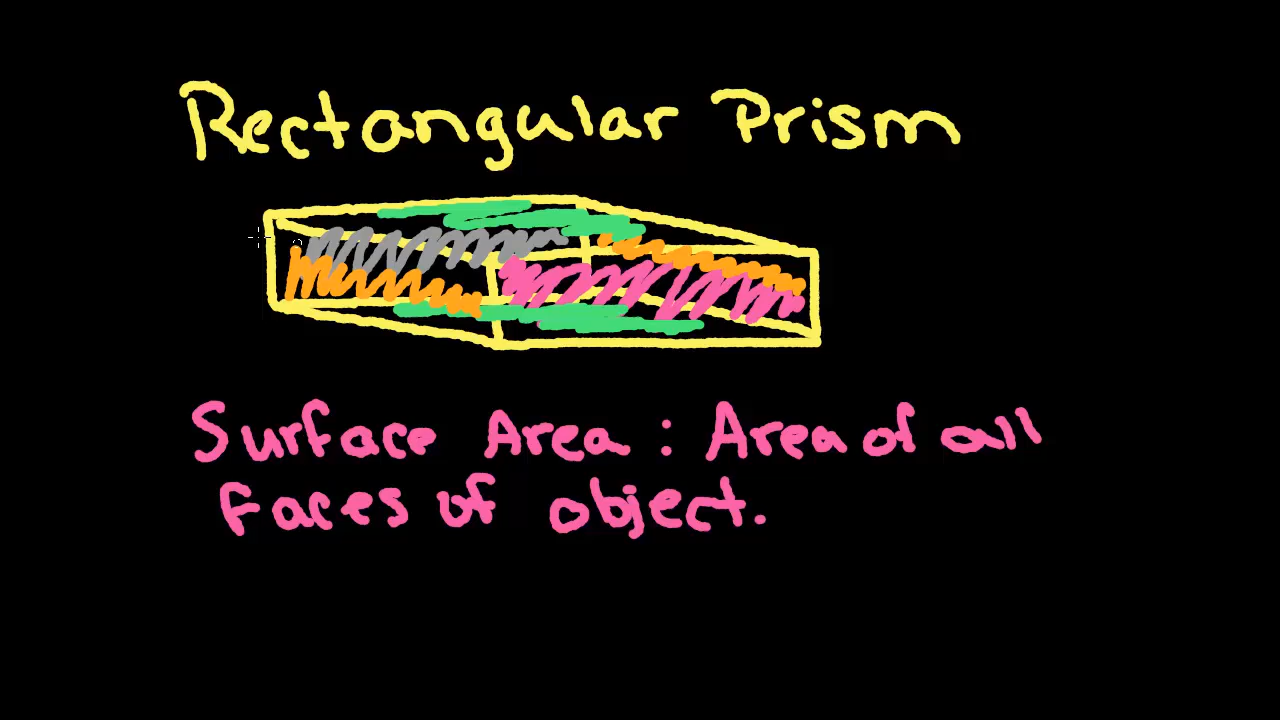 Rectangular Prism
Surface Area : Area of all
faces of object.